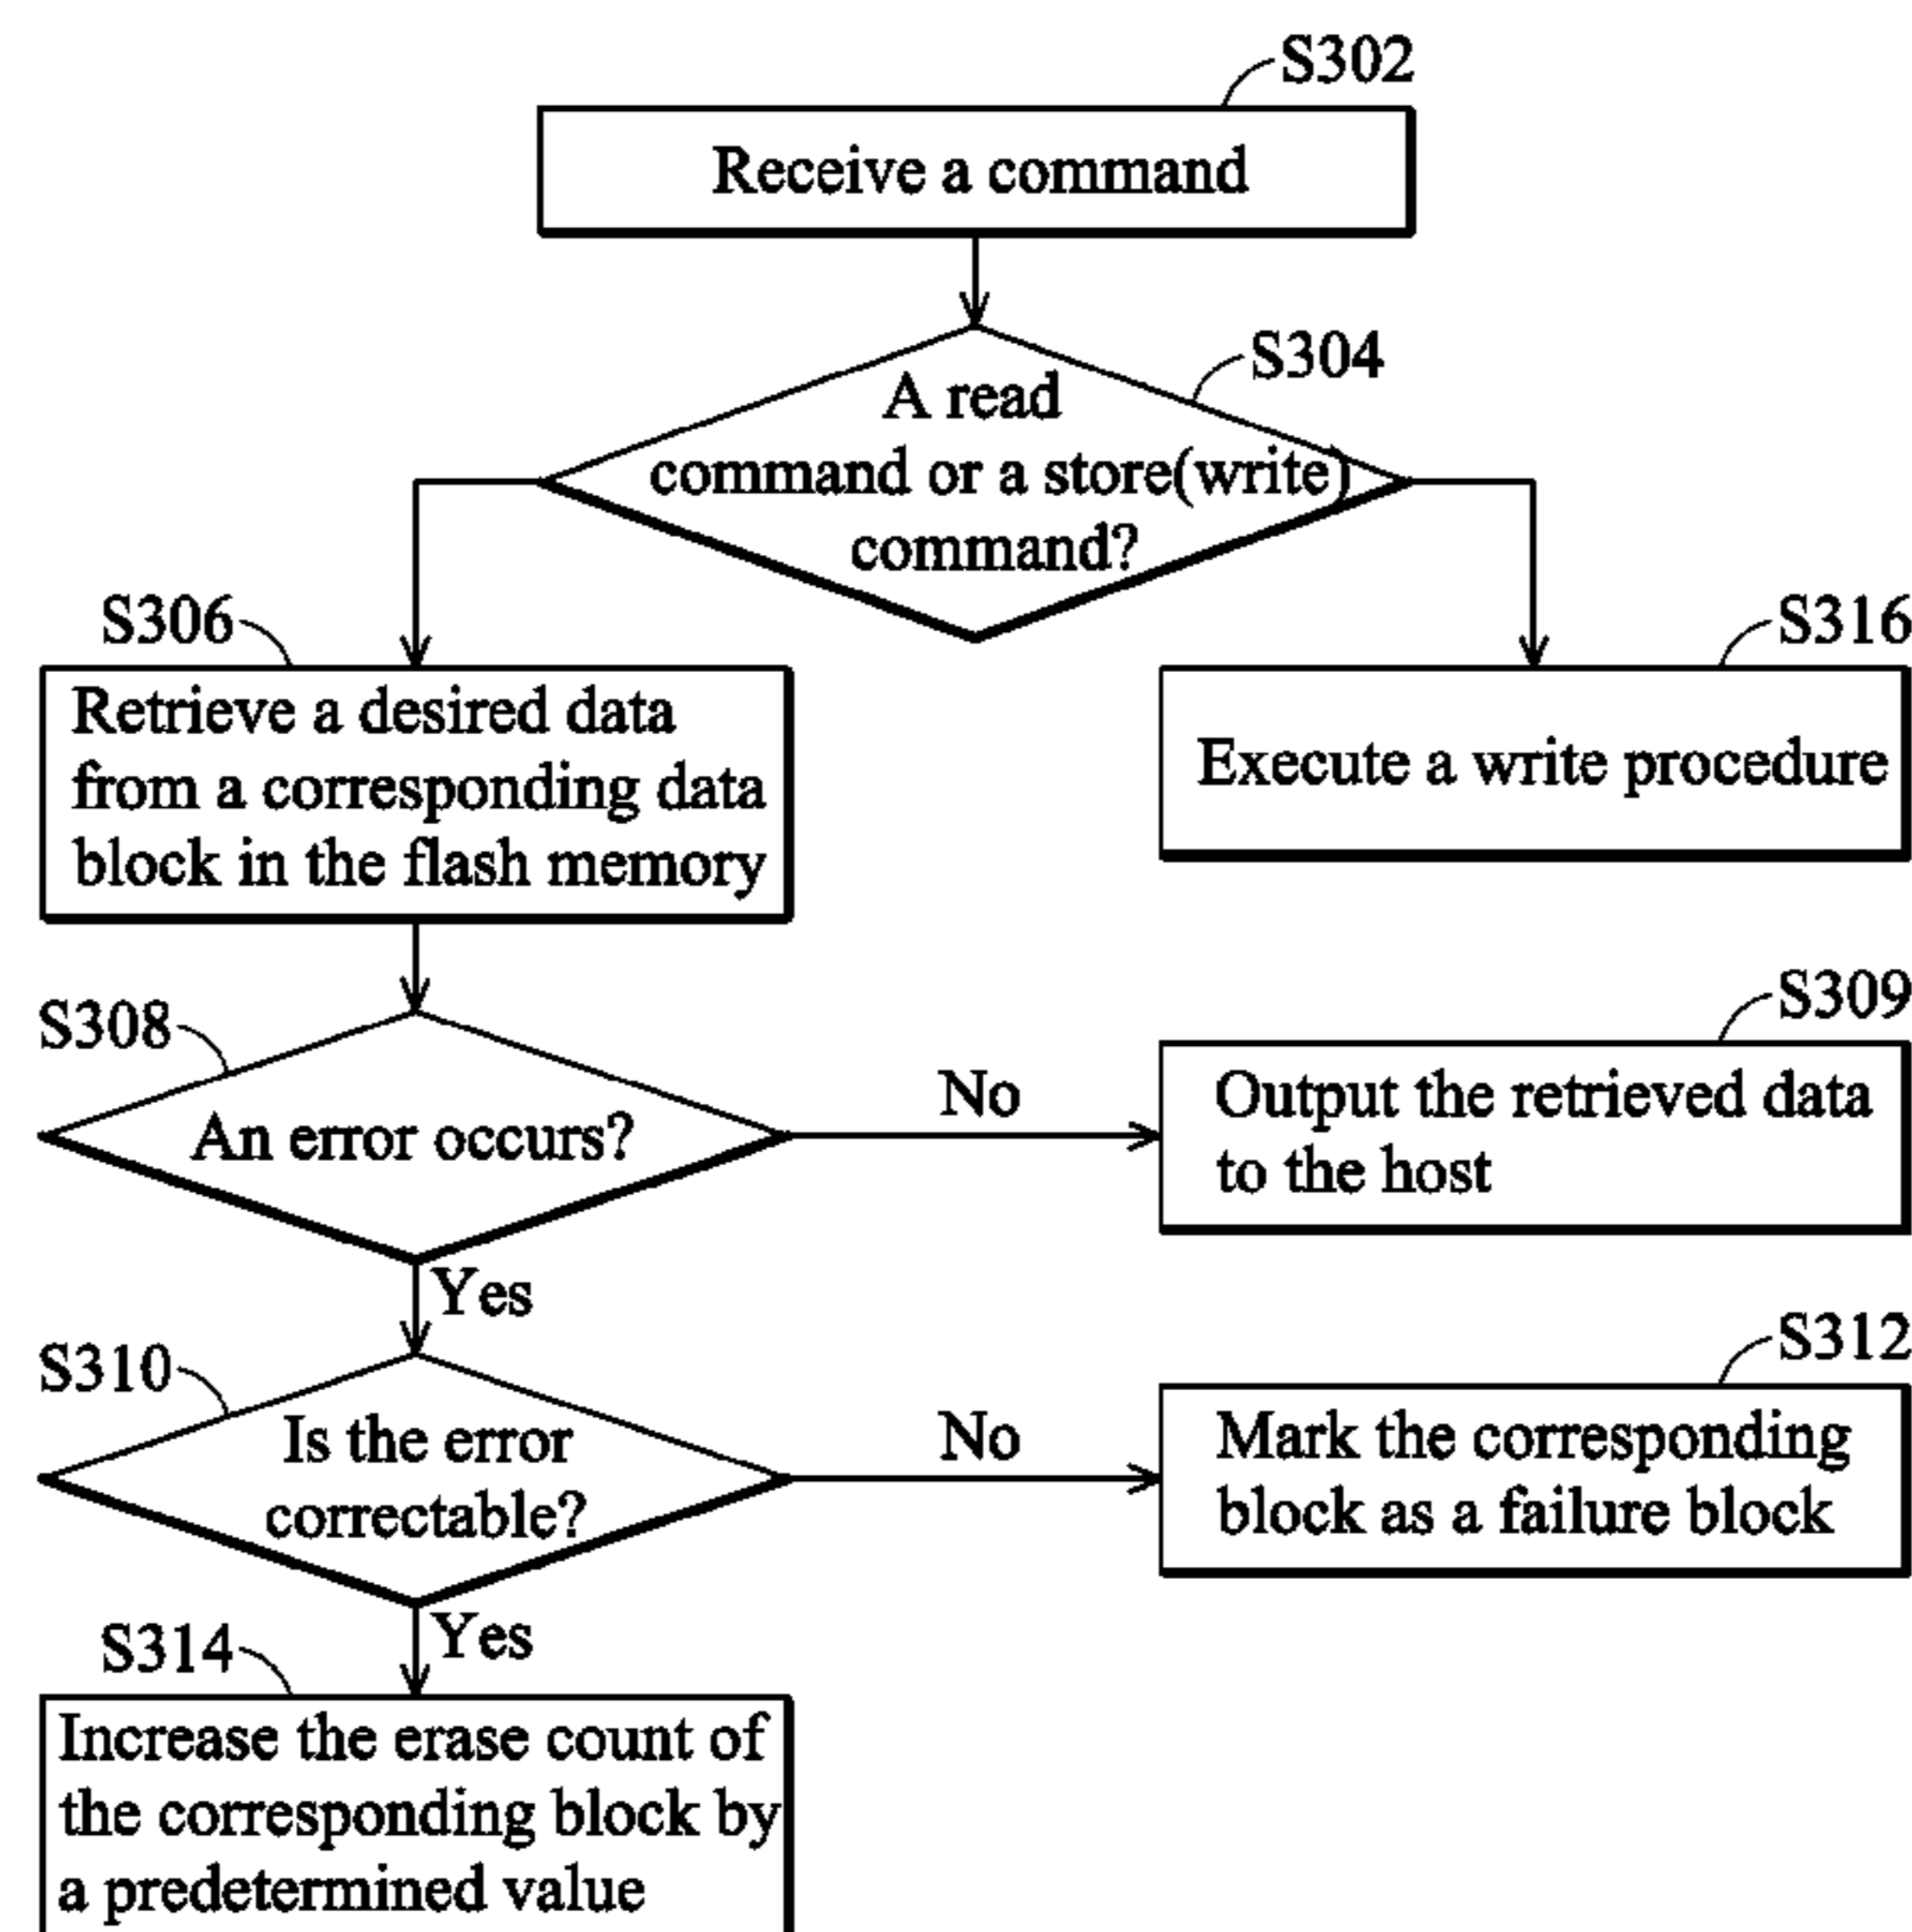 S302
Receive a command
S304
A read
command or a store(write)
command?
S306
Retrieve a desired data
from a corresponding data
block in the flash memory
S316
Execute a write procedure
S308
An error occurs?
No
S309
Output the retrieved data
to the host
Yes
S310
Is the error
correctable?
No
S312
Mark the corresponding
block as a failure block
Yes
S314
Increase the erase count of
the corresponding block by
a predetermined value